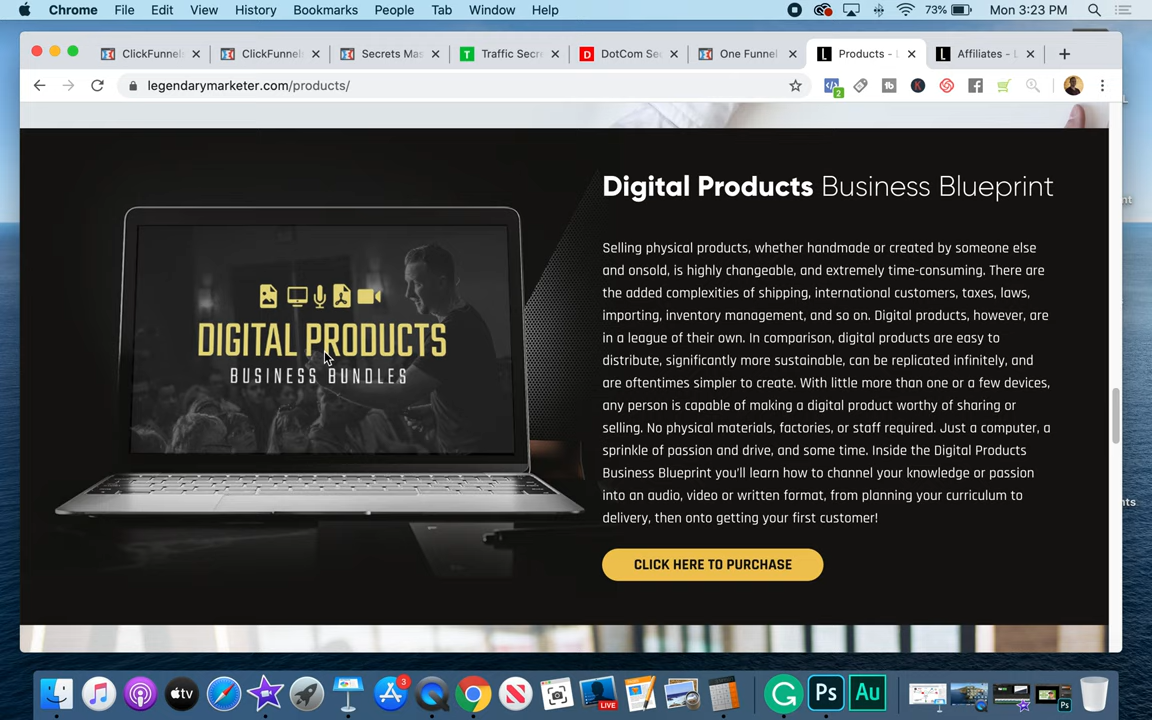 Chrome File Edit View History Bookmarks People Tab Window Help
73% Mon 3:23 PM
ClickFunnel
ClickFunnel
Secrets Mas
Traffic Secre
DotCom Sec
One Funnel
Products - L
Affiliates - L
legendarymarketer.com/products/
DIGITAL PRODUCTS
BUSINESS BUNDLES
Digital Products Business Blueprint
Selling physical products, whether handmade or created by someone else
and onsold, is highly changeable, and extremely time-consuming. There are
the added complexities of shipping, international customers, taxes, laws,
importing, inventory management, and so on. Digital products, however, are
in a league of their own. In comparison, digital products are easy to
distribute, significantly more sustainable, can be replicated infinitely, and
are oftentimes simpler to create. With little more than one or a few devices,
any person is capable of making a digital product worthy of sharing or
selling. No physical materials, factories, or staff required. Just a computer, a
sprinkle of passion and drive, and some time. Inside the Digital Products
Business Blueprint you'll learn how to channel your knowledge or passion
into an audio, video or written format, from planning your curriculum to
delivery, then onto getting your first customer!
CLICK HERE TO PURCHASE
tv
3
LIVE
Ps
Au